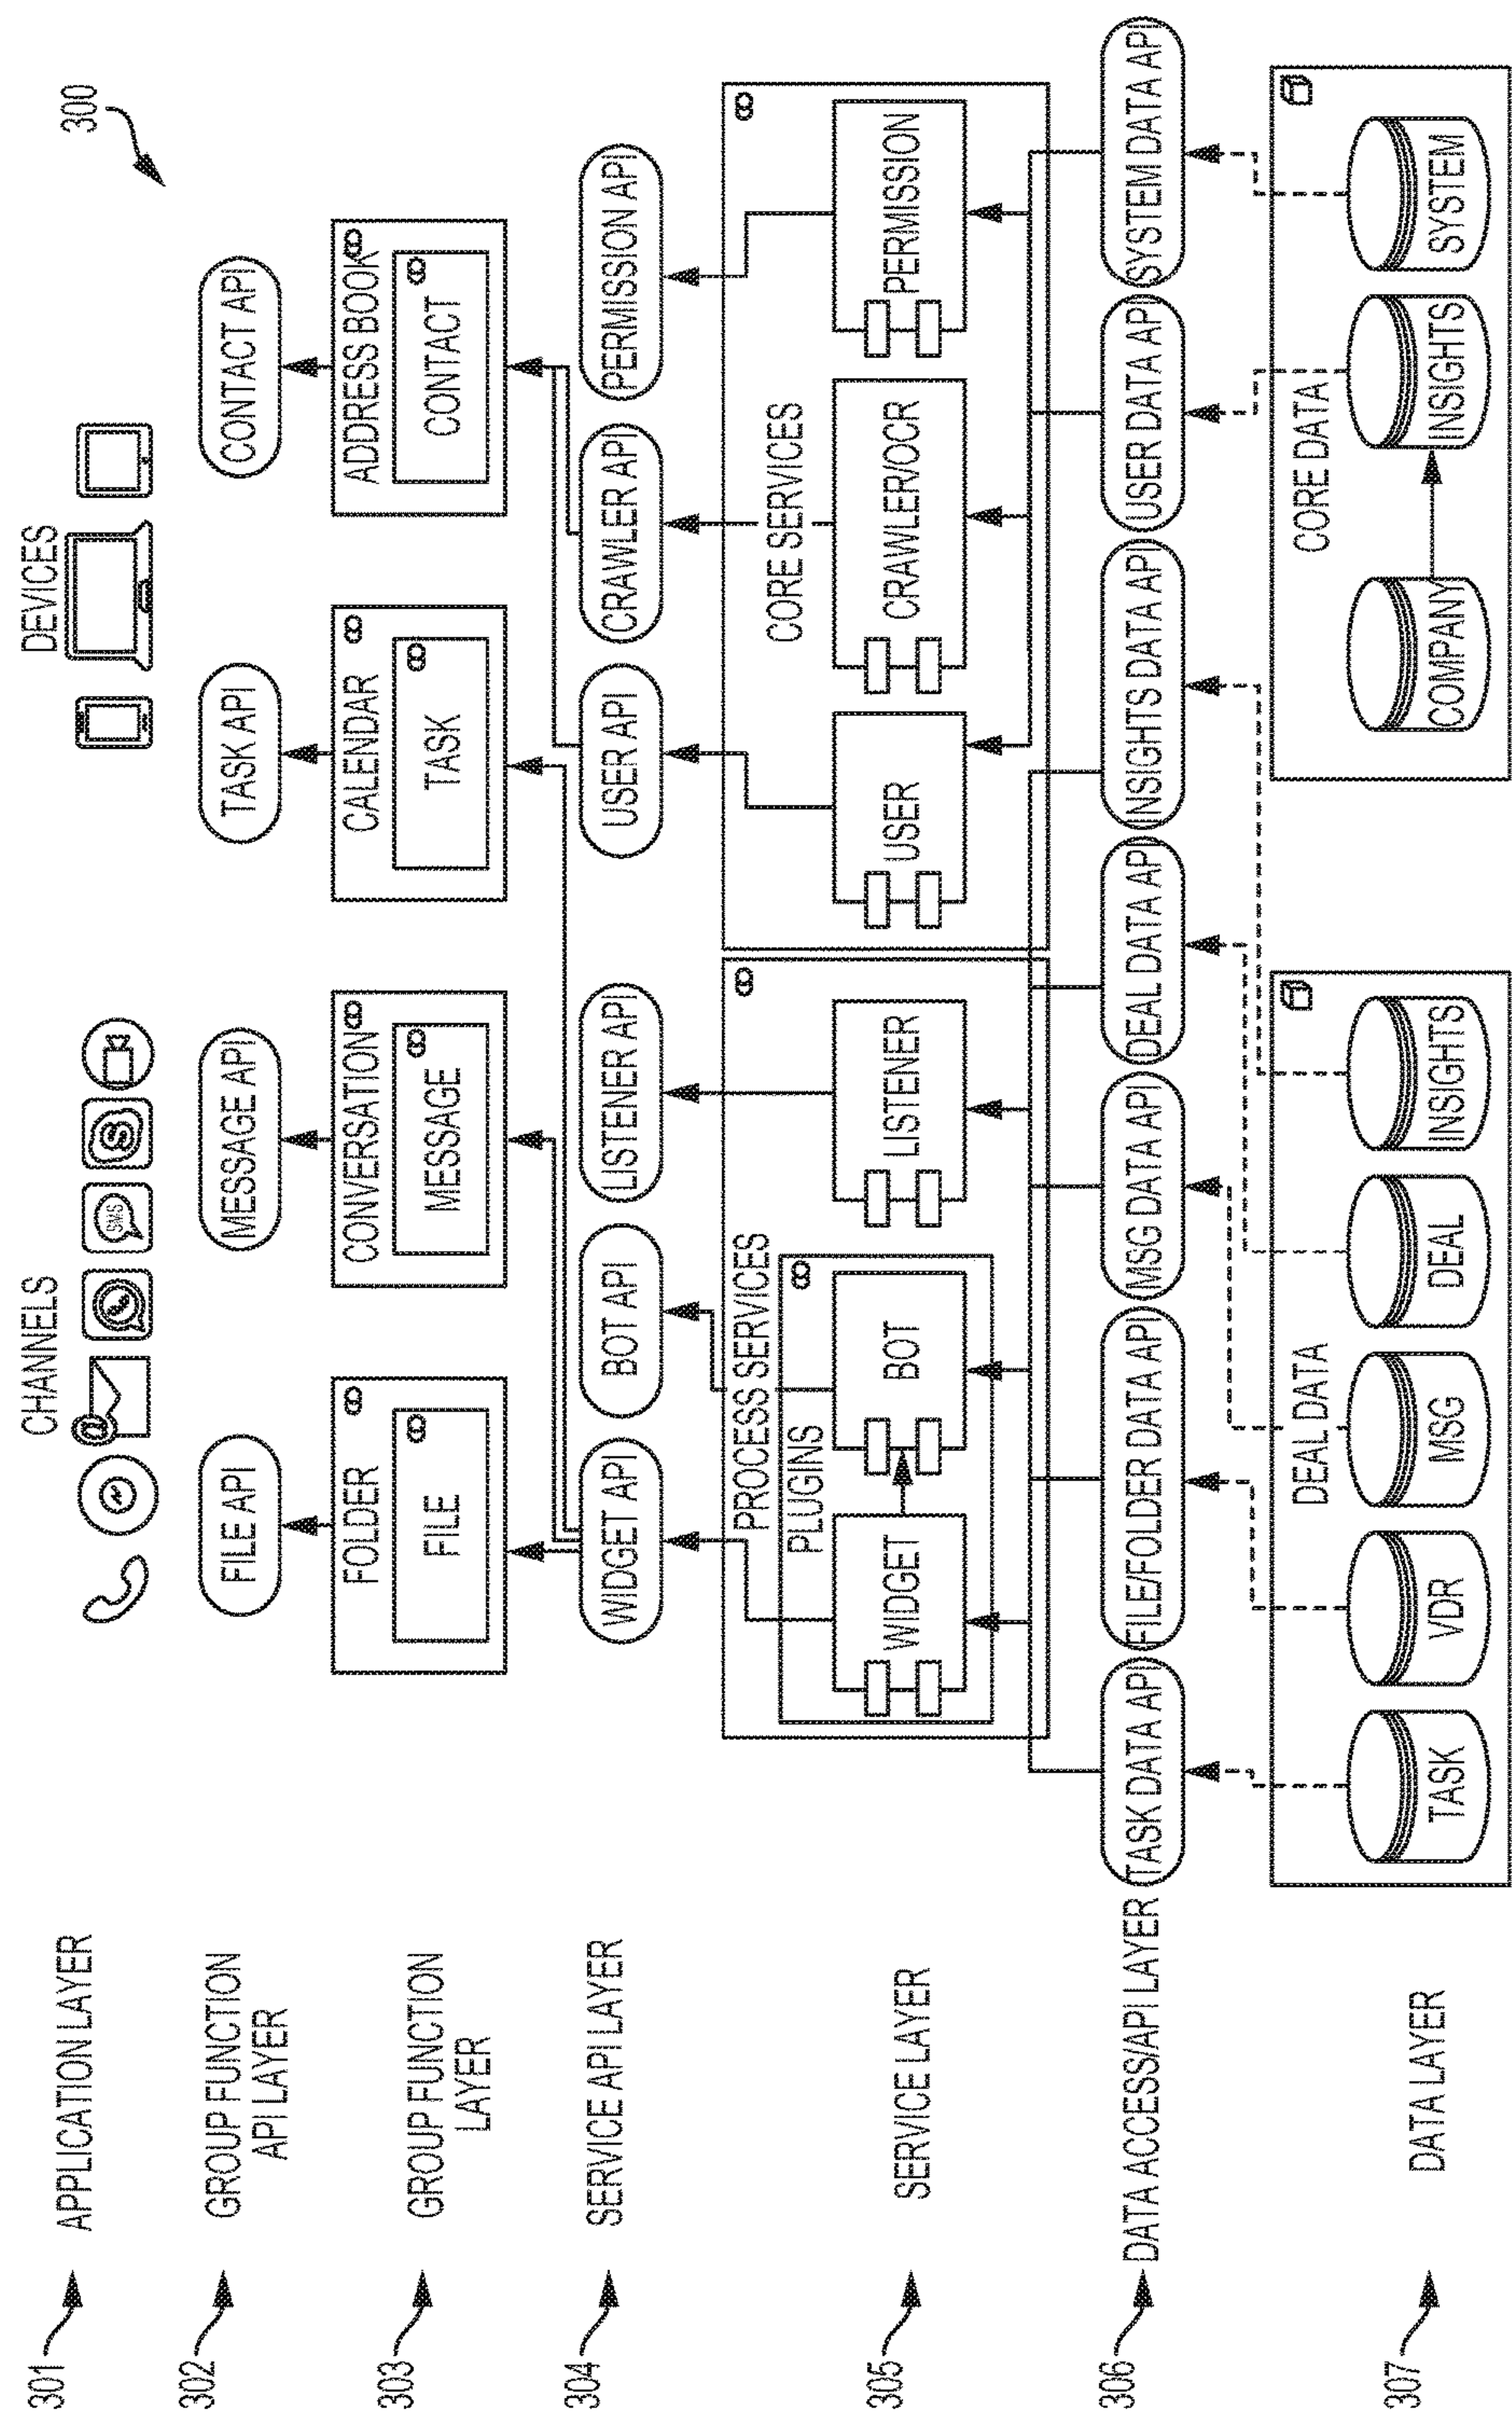 300
301
APPLICATION LAYER
CHANNELS
@
SMS
S
DEVICES
302
GROUP FUNCTION
API LAYER
FILE API
MESSAGE API
TASK API
CONTACT API
303
GROUP FUNCTION
LAYER
FOLDER
FILE
CONVERSATION
MESSAGE
CALENDAR
TASK
ADDRESS BOOK
CONTACT
304
SERVICE API LAYER
WIDGET API
BOT API
LISTENER API
USER API
CRAWLER API
PERMISSION API
305
SERVICE LAYER
PROCESS SERVICES
PLUGINS
WIDGET
BOT
LISTENER
CORE SERVICES
USER
CRAWLER/OCR
PERMISSION
306
DATA ACCESS/API LAYER
TASK DATA API
FILE/FOLDER DATA API
MSG DATA API
DEAL DATA API
INSIGHTS DATA API
USER DATA API
SYSTEM DATA API
307
DATA LAYER
DEAL DATA
TASK
VDR
MSG
DEAL
INSIGHTS
CORE DATA
COMPANY
INSIGHTS
SYSTEM